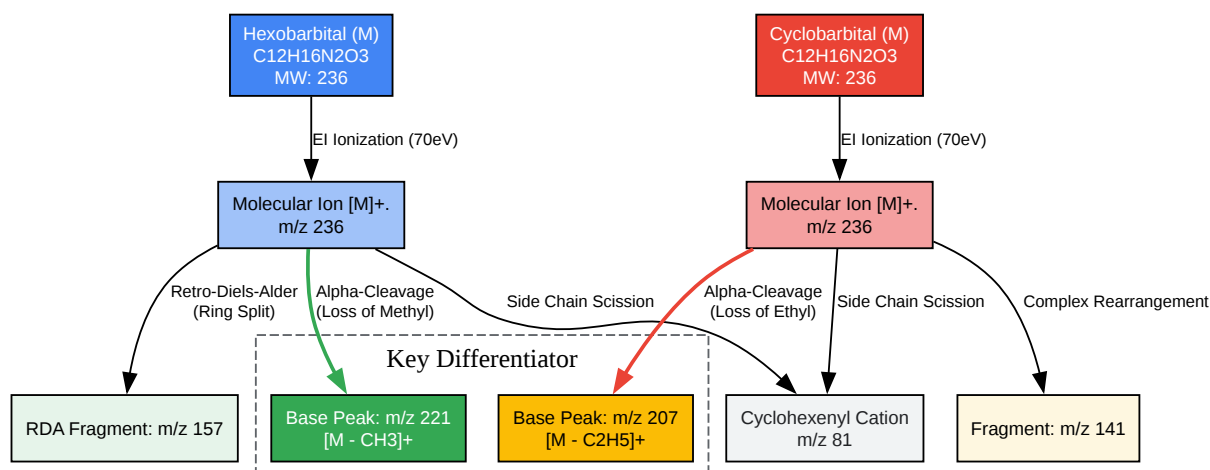 Hexobarbital (M)
C12H16N2O3
MW: 236
Cyclobarbital (M)
C12H16N2O3
MW: 236
EI Ionization (70eV)
EI Ionization (70eV)
Molecular Ion [M]+.
m/z 236
Molecular Ion [M]+.
m/z 236
Retro-Diels-Alder
(Ring Split)
Alpha-Cleavage
(Loss of Methyl)
Side Chain Scission
Alpha-Cleavage
(Loss of Ethyl)
Side Chain Scission
Complex Rearrangement
Key Differentiator
RDA Fragment: m/z 157
Base Peak: m/z 221
[M - CH3]+
Base Peak: m/z 207
[M - C2H5]+
Cyclohexenyl Cation
m/z 81
Fragment: m/z 141